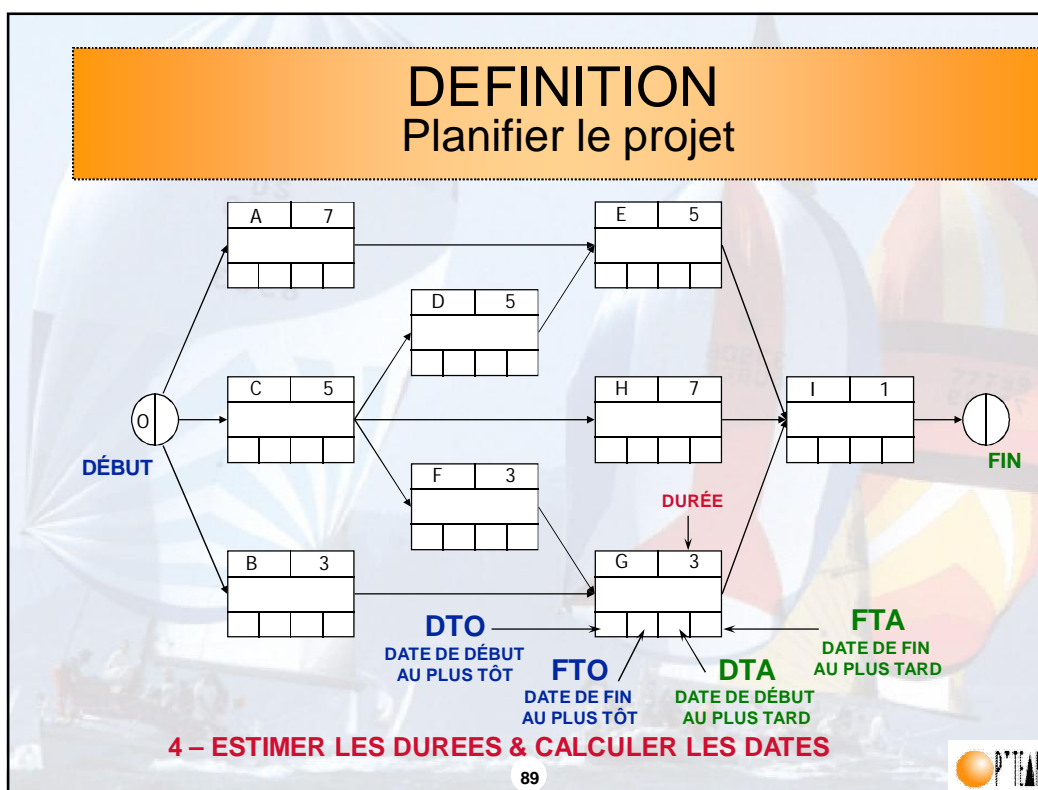 DEFINITION
Planifier le projet
A 7
E 5
D 5
C 5
H 7
I 1
0
DÉBUT
FIN
F 3
DURÉE
B 3
G 3
DTO
DATE DE DÉBUT
AU PLUS TÔT
FTO
DATE DE FIN
AU PLUS TÔT
DTA
DATE DE DÉBUT
AU PLUS TARD
FTA
DATE DE FIN
AU PLUS TARD
4 – ESTIMER LES DUREES & CALCULER LES DATES
89